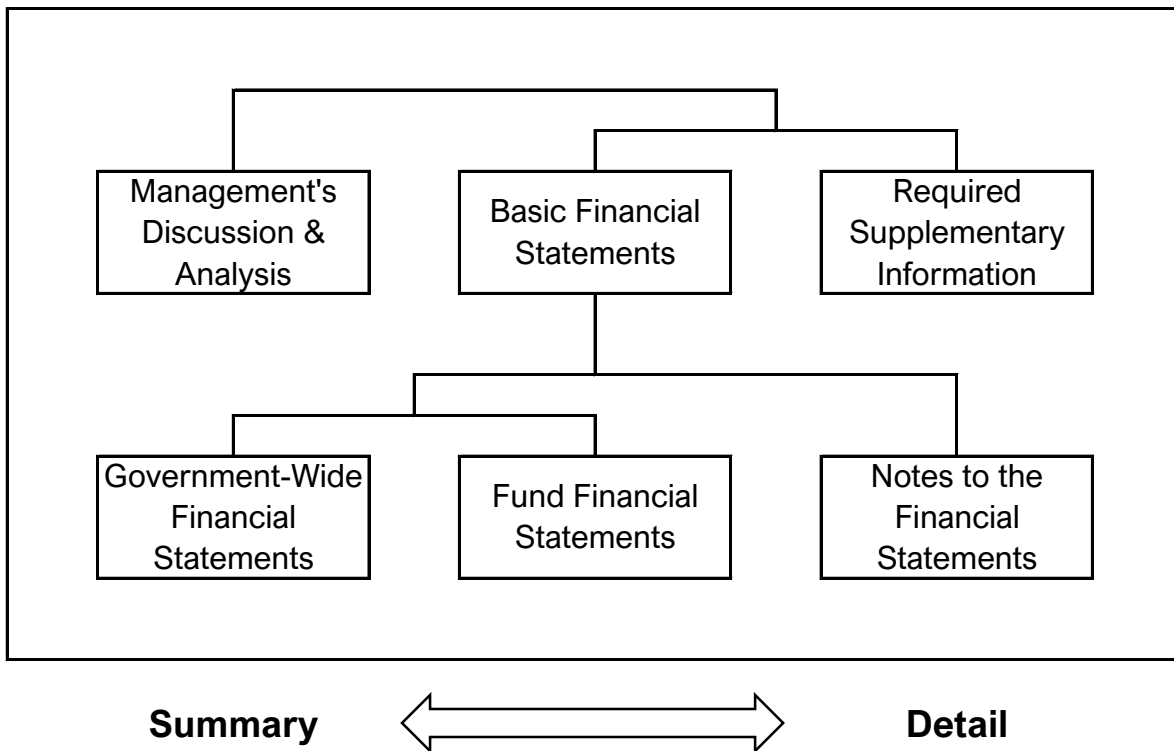 Management's
Discussion &
Analysis
Basic Financial
Statements
Required
Supplementary
Information
Government-Wide
Financial
Statements
Fund Financial
Statements
Notes to the
Financial
Statements
Summary
Detail